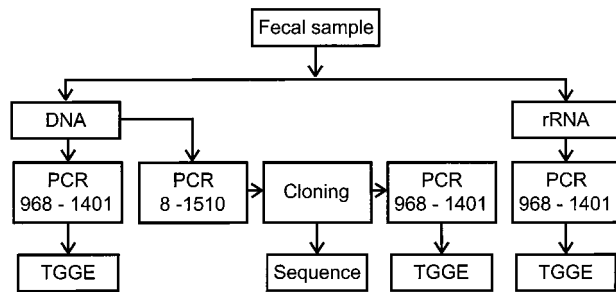 Fecal sample
DNA
rRNA
PCR
968 - 1401
PCR
8 -1510
Cloning
PCR
968 - 1401
PCR
968 - 1401
TGGE
Sequence
TGGE
TGGE